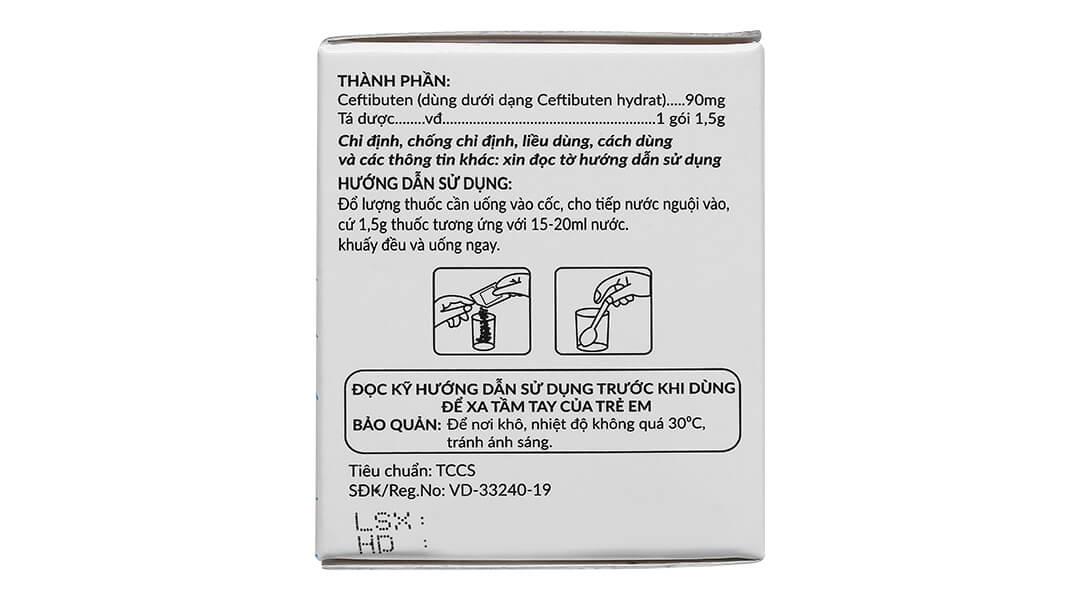 THÀNH PHẦN:
Ceftibuten (dùng dưới dạng Ceftibuten hydrat).....90mg
Tá dược........vđ.......................................................1 gói 1,5g
Chỉ định, chống chỉ định, liều dùng, cách dùng
và các thông tin khác: xin đọc tờ hướng dẫn sử dụng
HƯỚNG DẪN SỬ DỤNG:
Đổ lượng thuốc cần uống vào cốc, cho tiếp nước nguội vào,
cứ 1,5g thuốc tương ứng với 15-20ml nước.
khuấy đều và uống ngay.
ĐỌC KỸ HƯỚNG DẪN SỬ DỤNG TRƯỚC KHI DÙNG
ĐỂ XA TẦM TAY CỦA TRẺ EM
BẢO QUẢN: Để nơi khô, nhiệt độ không quá 30°C,
tránh ánh sáng.
Tiêu chuẩn: TCCS
SĐK/Reg.No: VD-33240-19
LSX :
HD :